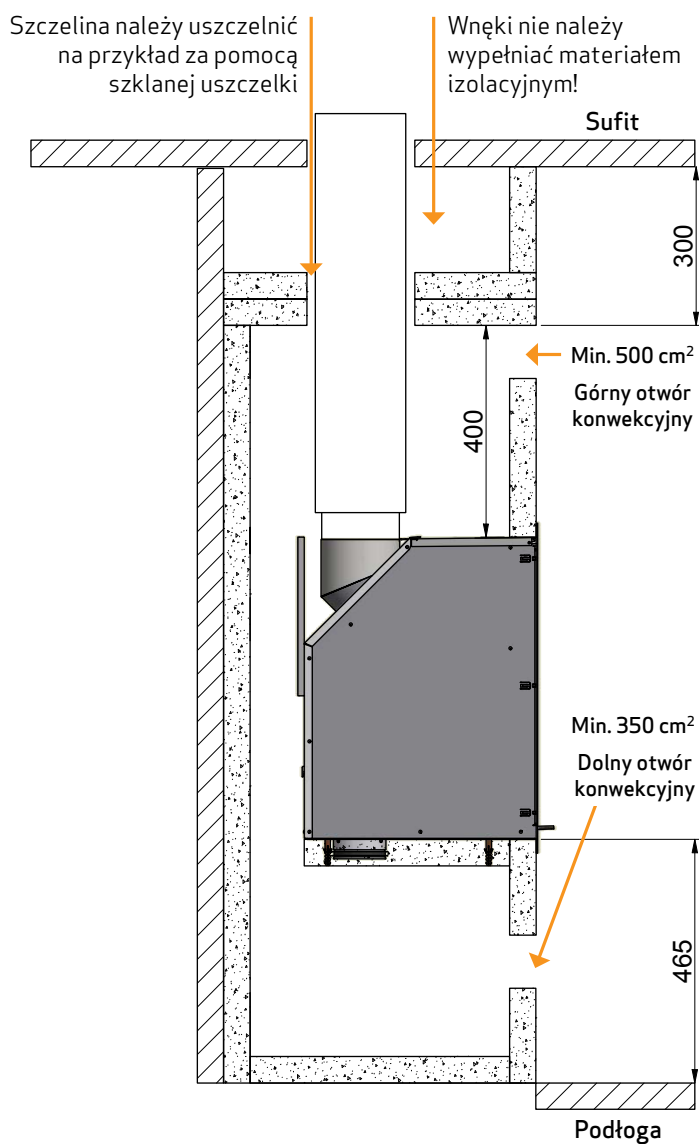 Szczelina należy uszczelnić
na przykład za pomocą
szklanej uszczelki
Wnęki nie należy
wypełniać materiałem
izolacyjnym!
Sufit
300
Min. 500 cm²
Górny otwór
konwekcyjny
400
Min. 350 cm²
Dolny otwór
konwekcyjny
465
Podłoga